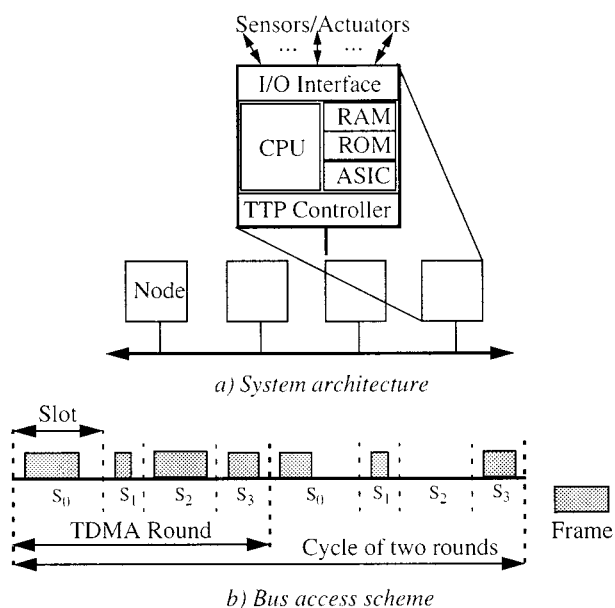 Sensors/Actuators
... ...
I/O Interface
CPU
RAM
ROM
ASIC
TTP Controller
Node
a) System architecture
Slot
S0 S1 S2 S3 S0 S1 S2 S3
TDMA Round
Cycle of two rounds
Frame
b) Bus access scheme